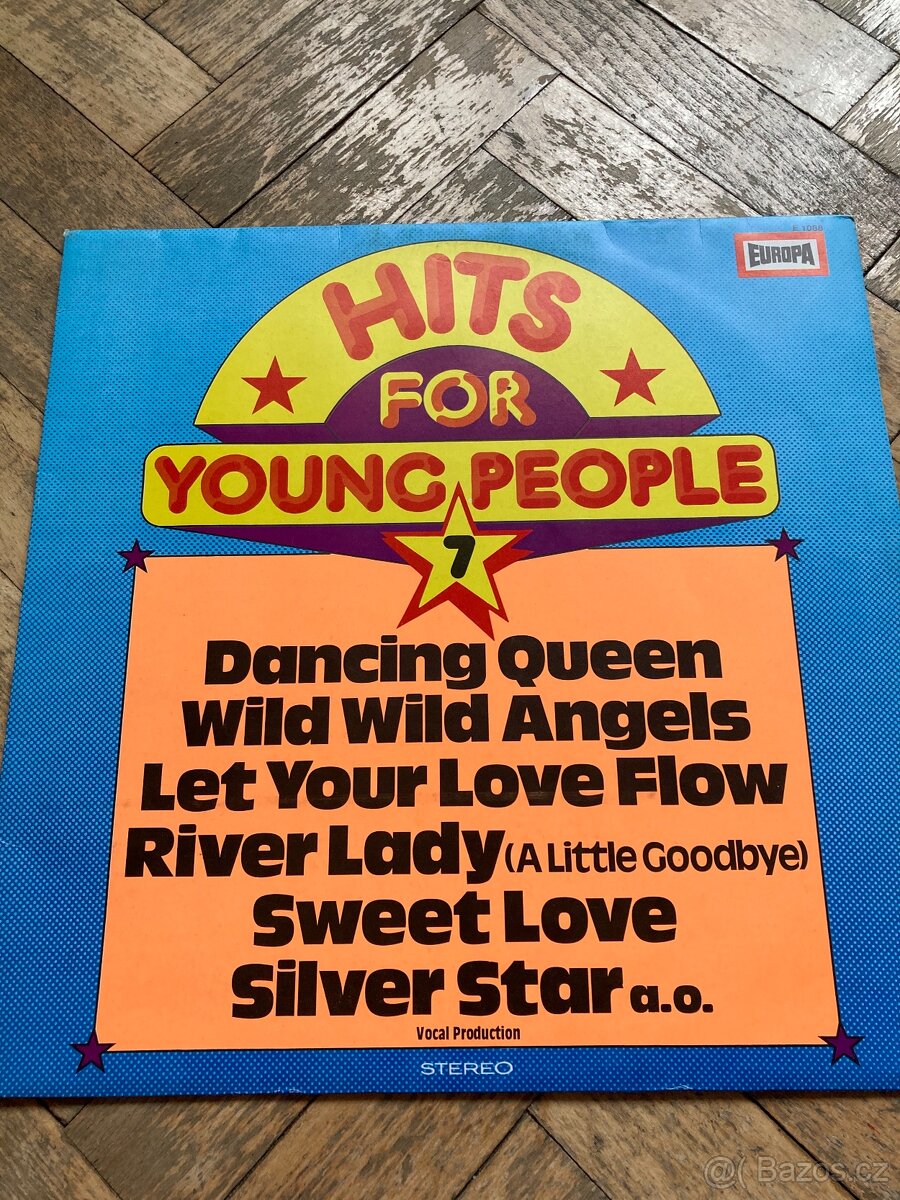 E 1088
EUROPA
HITS
FOR
YOUNG PEOPLE
7
Dancing Queen
Wild Wild Angels
Let Your Love Flow
River Lady (A Little Goodbye)
Sweet Love
Silver Star a.o.
Vocal Production
STEREO
@( Bazos.cz